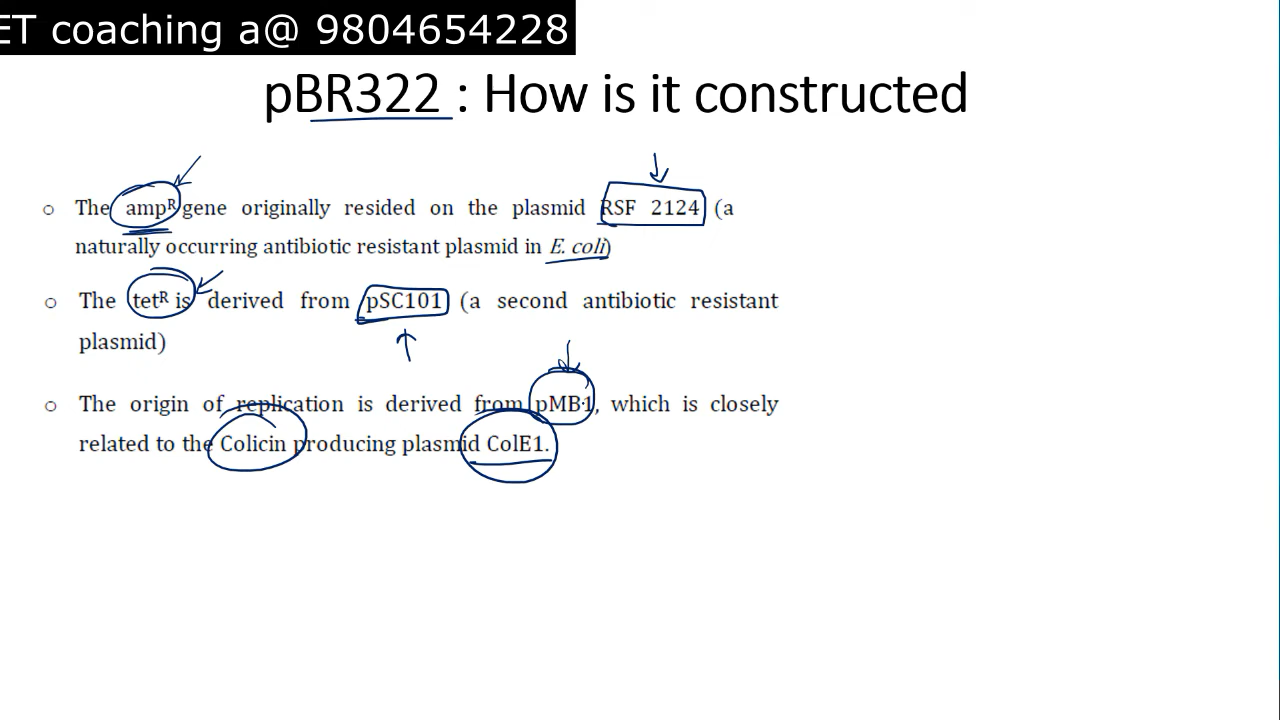 ET coaching a@ 9804654228
pBR322 : How is it constructed
o The ampᴿ gene originally resided on the plasmid RSF 2124 (a
naturally occurring antibiotic resistant plasmid in E. coli)
o The tetᴿ is derived from pSC101 (a second antibiotic resistant
plasmid)
o The origin of replication is derived from pMB1, which is closely
related to the Colicin producing plasmid ColE1.